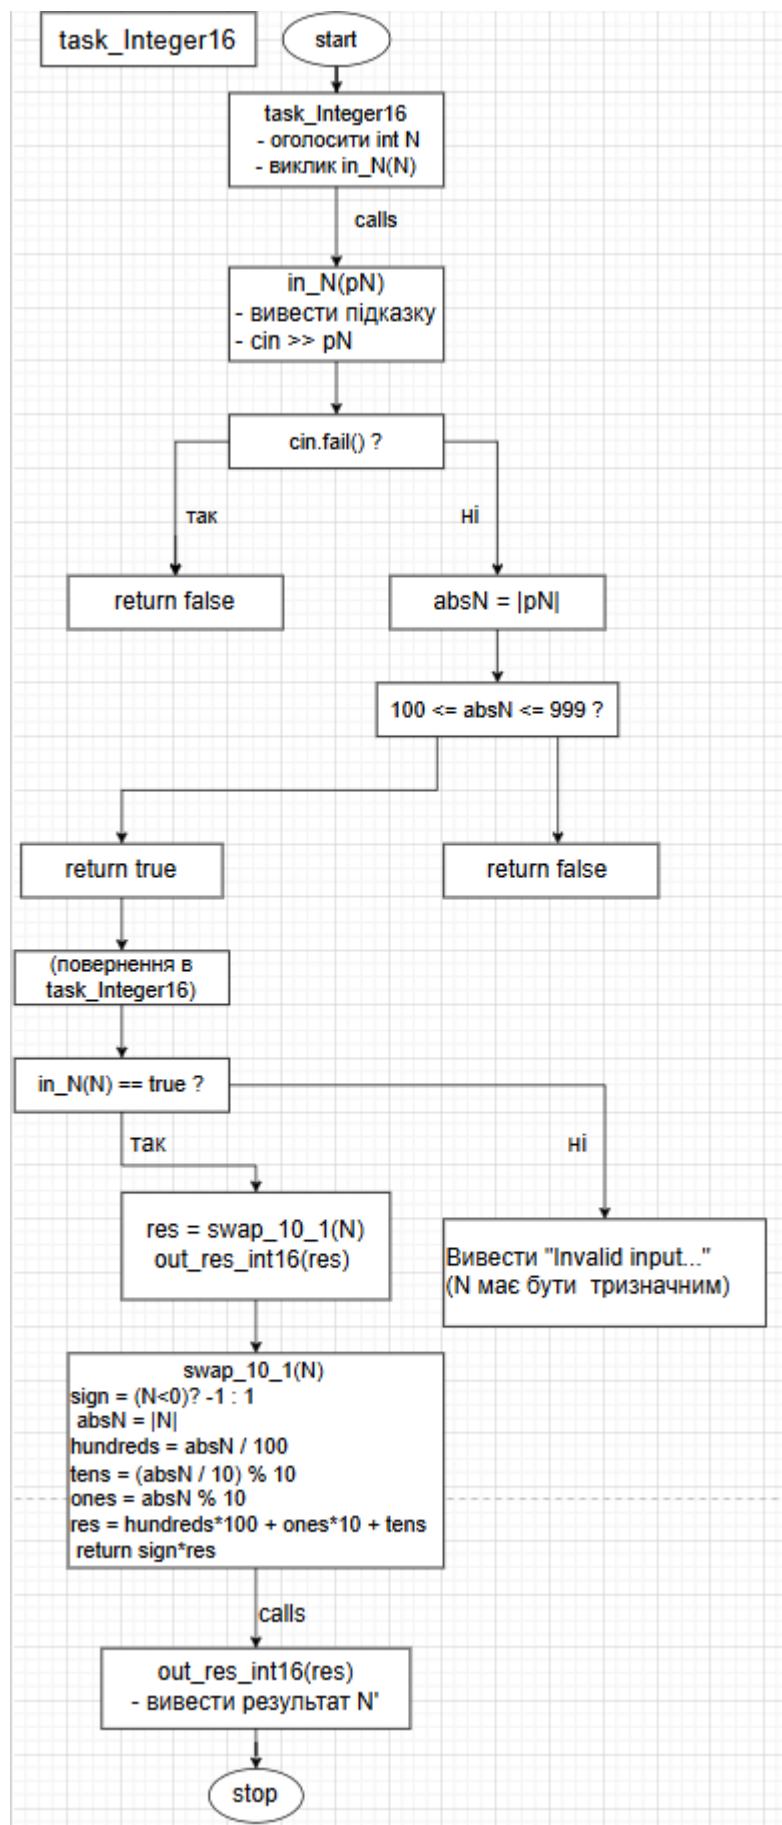 task_Integer16
start
task_Integer16
- оголосити int N
- виклик in_N(N)
calls
in_N(pN)
- вивести підказку
- cin >> pN
cin.fail() ?
так
ні
return false
absN = |pN|
100 <= absN <= 999 ?
return true
return false
(повернення в
task_Integer16)
in_N(N) == true ?
так
ні
res = swap_10_1(N)
out_res_int16(res)
Вивести "Invalid input..."
(N має бути тризначним)
swap_10_1(N)
sign = (N<0)? -1 : 1
absN = |N|
hundreds = absN / 100
tens = (absN / 10) % 10
ones = absN % 10
res = hundreds*100 + ones*10 + tens
return sign*res
calls
out_res_int16(res)
- вивести результат N'
stop